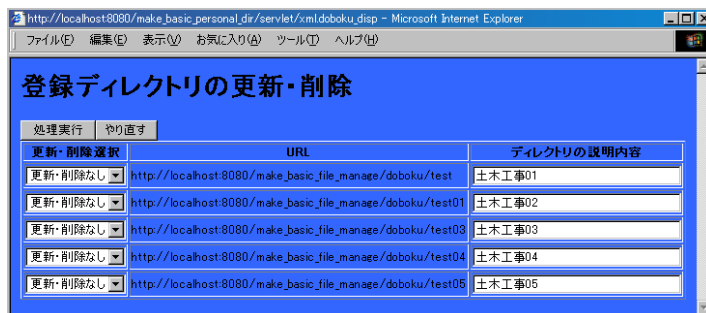 http://localhost:8080/make_basic_personal_dir/servlet/xml.doboku_disp - Microsoft Internet Explorer
ファイル(F) 編集(E) 表示(V) お気に入り(A) ツール(T) ヘルプ(H)
登録ディレクトリの更新・削除
処理実行 やり直す
更新・削除選択 URL ディレクトリの説明内容
更新・削除なし http://localhost:8080/make_basic_file_manage/doboku/test 土木工事01
更新・削除なし http://localhost:8080/make_basic_file_manage/doboku/test01 土木工事02
更新・削除なし http://localhost:8080/make_basic_file_manage/doboku/test03 土木工事03
更新・削除なし http://localhost:8080/make_basic_file_manage/doboku/test04 土木工事04
更新・削除なし http://localhost:8080/make_basic_file_manage/doboku/test05 土木工事05